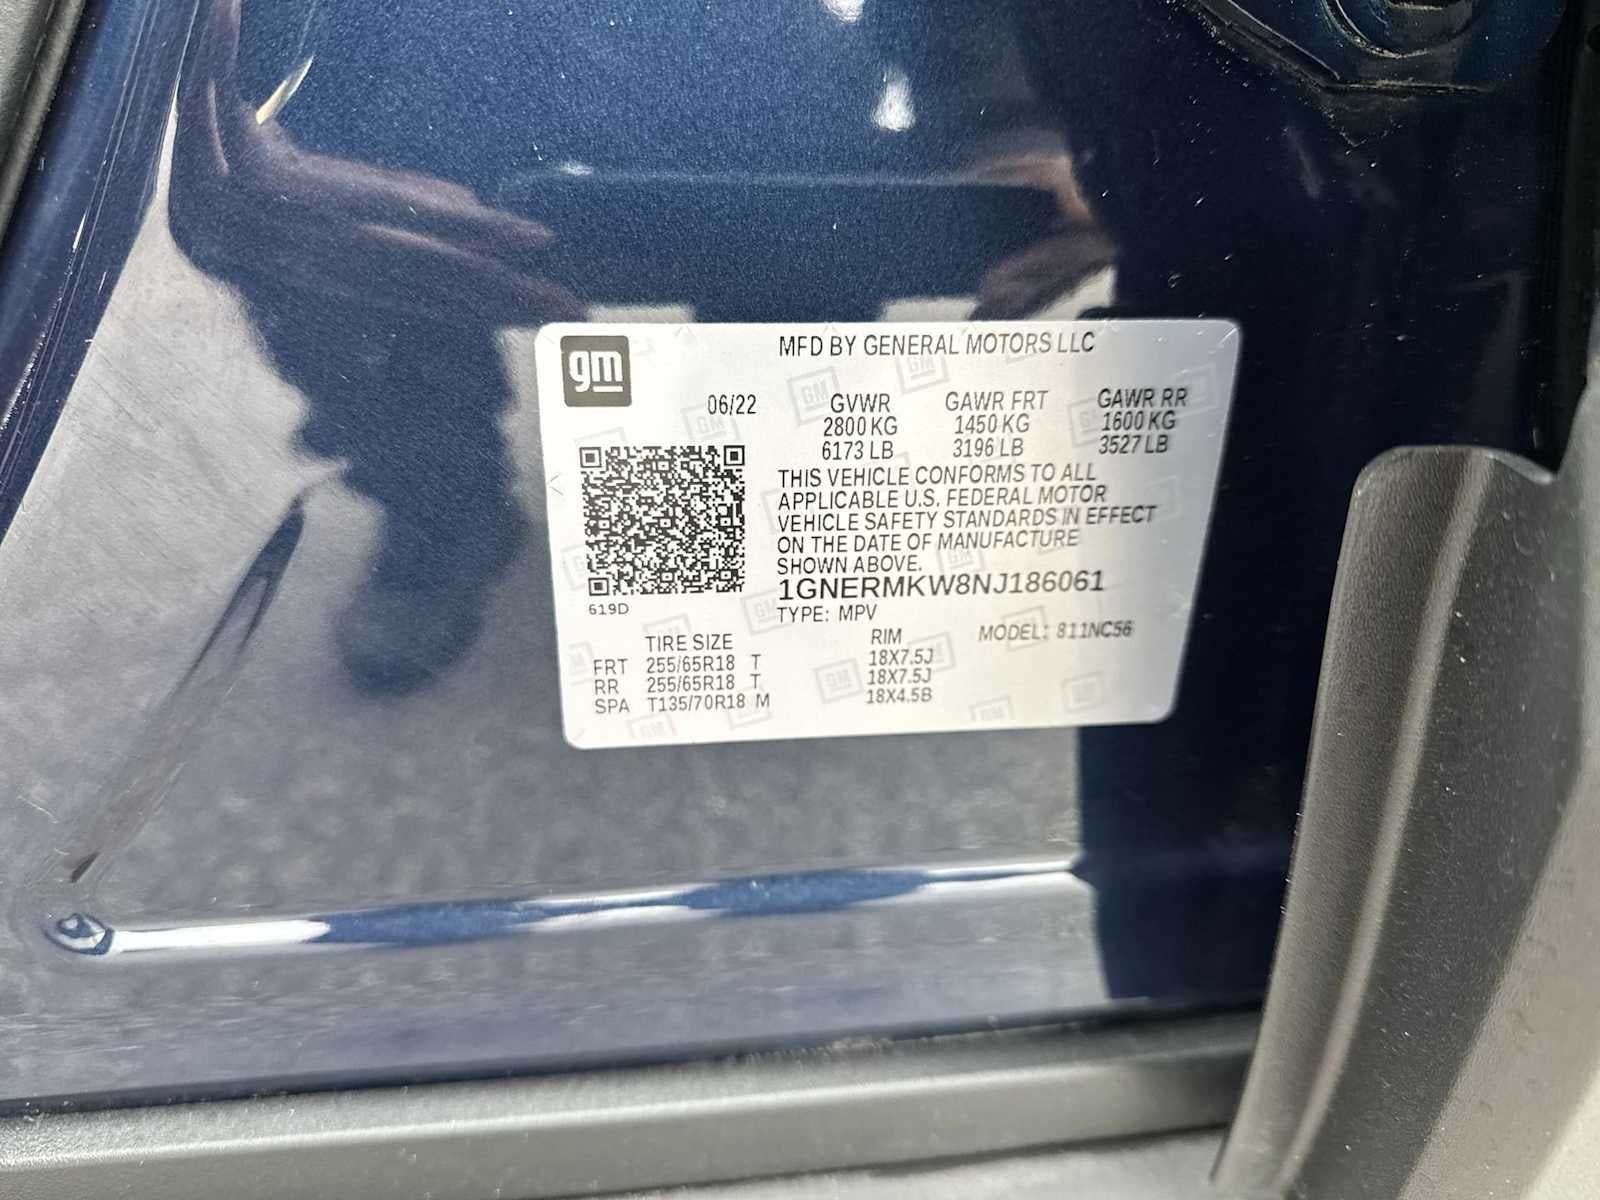 gm
MFD BY GENERAL MOTORS LLC
06/22 GVWR GAWR FRT GAWR RR
2800 KG 1450 KG 1600 KG
6173 LB 3196 LB 3527 LB
THIS VEHICLE CONFORMS TO ALL
APPLICABLE U.S. FEDERAL MOTOR
VEHICLE SAFETY STANDARDS IN EFFECT
ON THE DATE OF MANUFACTURE
SHOWN ABOVE.
1GNERMKW8NJ186061
619D
TYPE: MPV
TIRE SIZE RIM MODEL: 811NC56
FRT 255/65R18 T 18X7.5J
RR 255/65R18 T 18X7.5J
SPA T135/70R18 M 18X4.5B